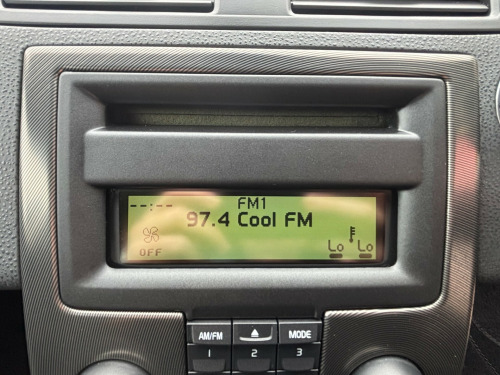 --:-- FM1
97.4 Cool FM
OFF Lo Lo
AM/FM MODE
1 2 3